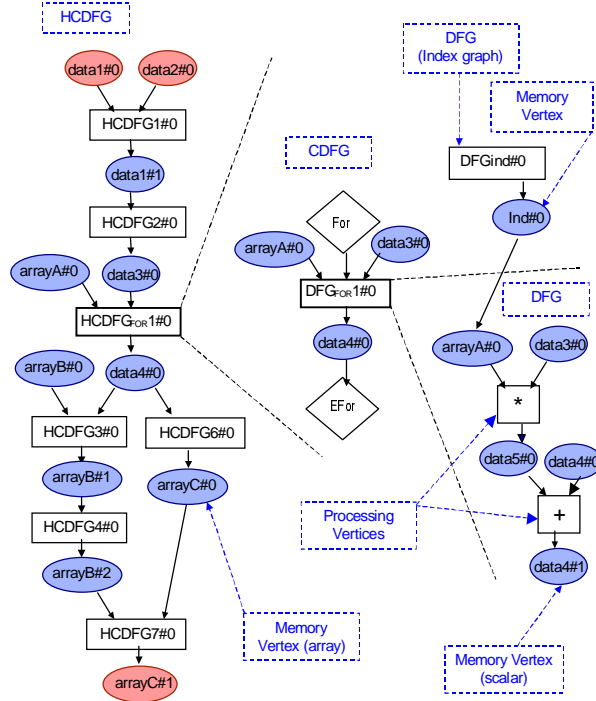 HCDFG
data1#0
data2#0
HCDFG1#0
data1#1
HCDFG2#0
arrayA#0
data3#0
HCDFGFOR1#0
arrayB#0
data4#0
HCDFG3#0
HCDFG6#0
arrayB#1
arrayC#0
HCDFG4#0
arrayB#2
HCDFG7#0
arrayC#1
Memory
Vertex (array)
CDFG
For
arrayA#0
data3#0
DFGFOR1#0
data4#0
EFor
DFG
(Index graph)
Memory
Vertex
DFGind#0
Ind#0
DFG
arrayA#0
data3#0
*
data5#0
data4#0
Processing
Vertices
+
data4#1
Memory Vertex
(scalar)